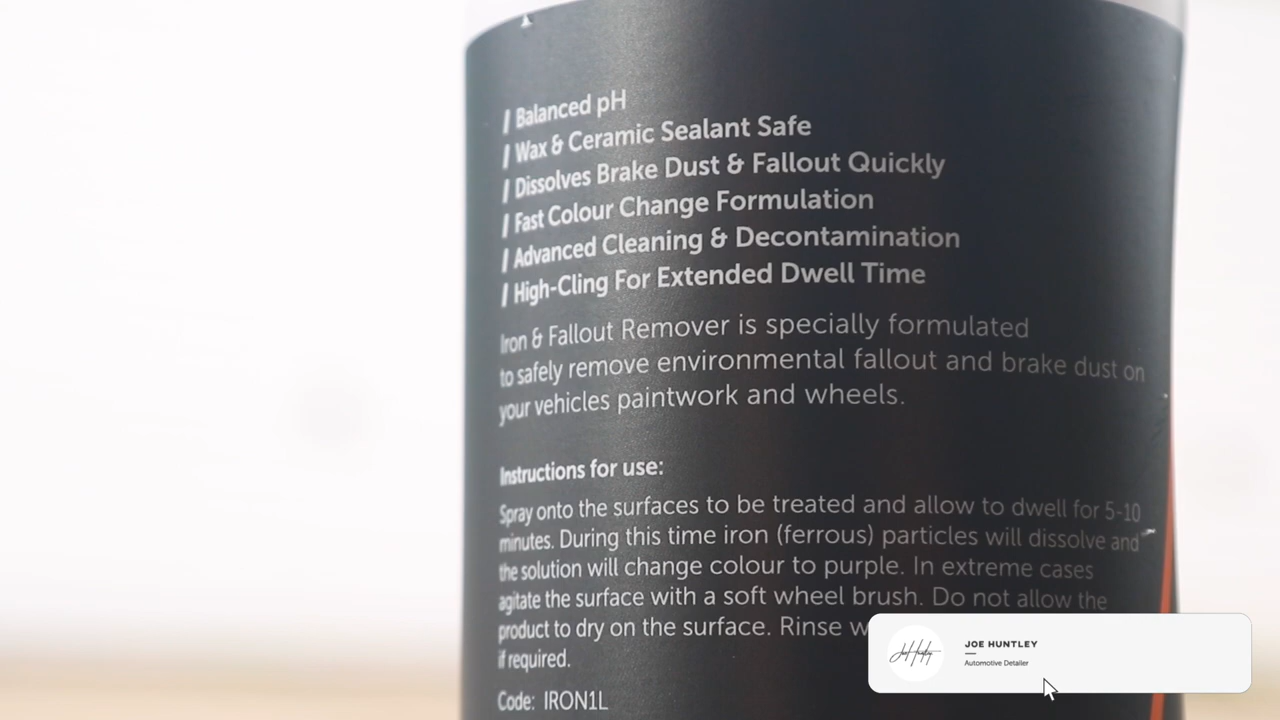 / Balanced pH
/ Wax & Ceramic Sealant Safe
/ Dissolves Brake Dust & Fallout Quickly
/ Fast Colour Change Formulation
/ Advanced Cleaning & Decontamination
/ High-Cling For Extended Dwell Time
Iron & Fallout Remover is specially formulated
to safely remove environmental fallout and brake dust on
your vehicles paintwork and wheels.
Instructions for use:
Spray onto the surfaces to be treated and allow to dwell for 5-10
minutes. During this time iron (ferrous) particles will dissolve and
the solution will change colour to purple. In extreme cases
agitate the surface with a soft wheel brush. Do not allow the
product to dry on the surface. Rinse
if required.
Code: IRON1L
Joe Huntley
JOE HUNTLEY
Automotive Detailer